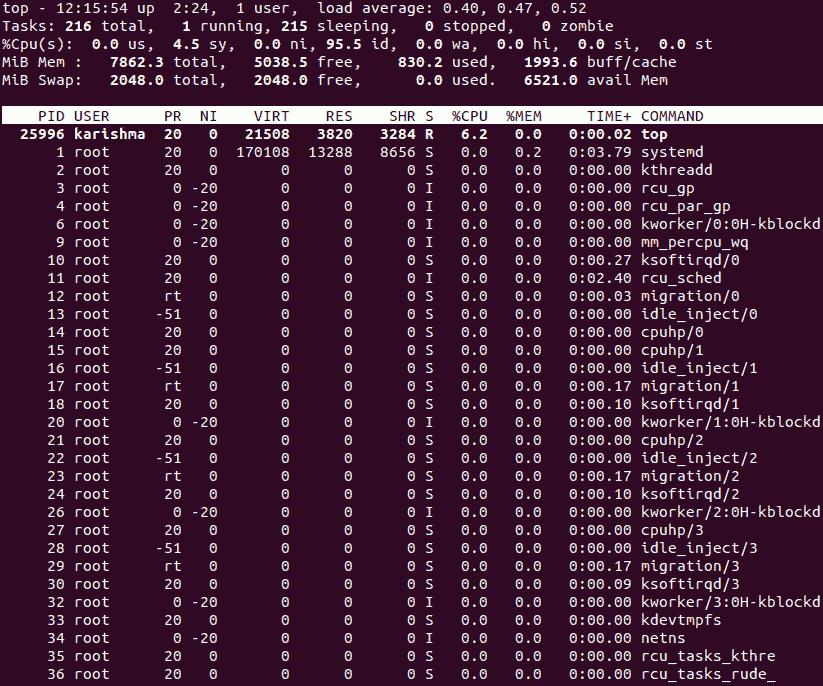 top - 12:15:54 up  2:24,  1 user,  load average: 0.40, 0.47, 0.52
Tasks: 216 total,   1 running, 215 sleeping,   0 stopped,   0 zombie
%Cpu(s):  0.0 us,  4.5 sy,  0.0 ni, 95.5 id,  0.0 wa,  0.0 hi,  0.0 si,  0.0 st
MiB Mem :   7862.3 total,   5038.5 free,    830.2 used,   1993.6 buff/cache
MiB Swap:   2048.0 total,   2048.0 free,      0.0 used.   6521.0 avail Mem
PID USER      PR  NI    VIRT    RES    SHR S  %CPU  %MEM     TIME+ COMMAND
25996 karishma  20   0   21508   3820   3284 R   6.2   0.0   0:00.02 top
1 root      20   0  170108  13288   8656 S   0.0   0.2   0:03.79 systemd
2 root      20   0       0      0      0 S   0.0   0.0   0:00.00 kthreadd
3 root       0 -20       0      0      0 I   0.0   0.0   0:00.00 rcu_gp
4 root       0 -20       0      0      0 I   0.0   0.0   0:00.00 rcu_par_gp
6 root       0 -20       0      0      0 I   0.0   0.0   0:00.00 kworker/0:0H-kblockd
9 root       0 -20       0      0      0 I   0.0   0.0   0:00.00 mm_percpu_wq
10 root      20   0       0      0      0 S   0.0   0.0   0:00.27 ksoftirqd/0
11 root      20   0       0      0      0 I   0.0   0.0   0:02.40 rcu_sched
12 root      rt   0       0      0      0 S   0.0   0.0   0:00.03 migration/0
13 root     -51   0       0      0      0 S   0.0   0.0   0:00.00 idle_inject/0
14 root      20   0       0      0      0 S   0.0   0.0   0:00.00 cpuhp/0
15 root      20   0       0      0      0 S   0.0   0.0   0:00.00 cpuhp/1
16 root     -51   0       0      0      0 S   0.0   0.0   0:00.00 idle_inject/1
17 root      rt   0       0      0      0 S   0.0   0.0   0:00.17 migration/1
18 root      20   0       0      0      0 S   0.0   0.0   0:00.10 ksoftirqd/1
20 root       0 -20       0      0      0 I   0.0   0.0   0:00.00 kworker/1:0H-kblockd
21 root      20   0       0      0      0 S   0.0   0.0   0:00.00 cpuhp/2
22 root     -51   0       0      0      0 S   0.0   0.0   0:00.00 idle_inject/2
23 root      rt   0       0      0      0 S   0.0   0.0   0:00.17 migration/2
24 root      20   0       0      0      0 S   0.0   0.0   0:00.10 ksoftirqd/2
26 root       0 -20       0      0      0 I   0.0   0.0   0:00.00 kworker/2:0H-kblockd
27 root      20   0       0      0      0 S   0.0   0.0   0:00.00 cpuhp/3
28 root     -51   0       0      0      0 S   0.0   0.0   0:00.00 idle_inject/3
29 root      rt   0       0      0      0 S   0.0   0.0   0:00.17 migration/3
30 root      20   0       0      0      0 S   0.0   0.0   0:00.09 ksoftirqd/3
32 root       0 -20       0      0      0 I   0.0   0.0   0:00.00 kworker/3:0H-kblockd
33 root      20   0       0      0      0 S   0.0   0.0   0:00.00 kdevtmpfs
34 root       0 -20       0      0      0 I   0.0   0.0   0:00.00 netns
35 root      20   0       0      0      0 S   0.0   0.0   0:00.00 rcu_tasks_kthre
36 root      20   0       0      0      0 S   0.0   0.0   0:00.00 rcu_tasks_rude_